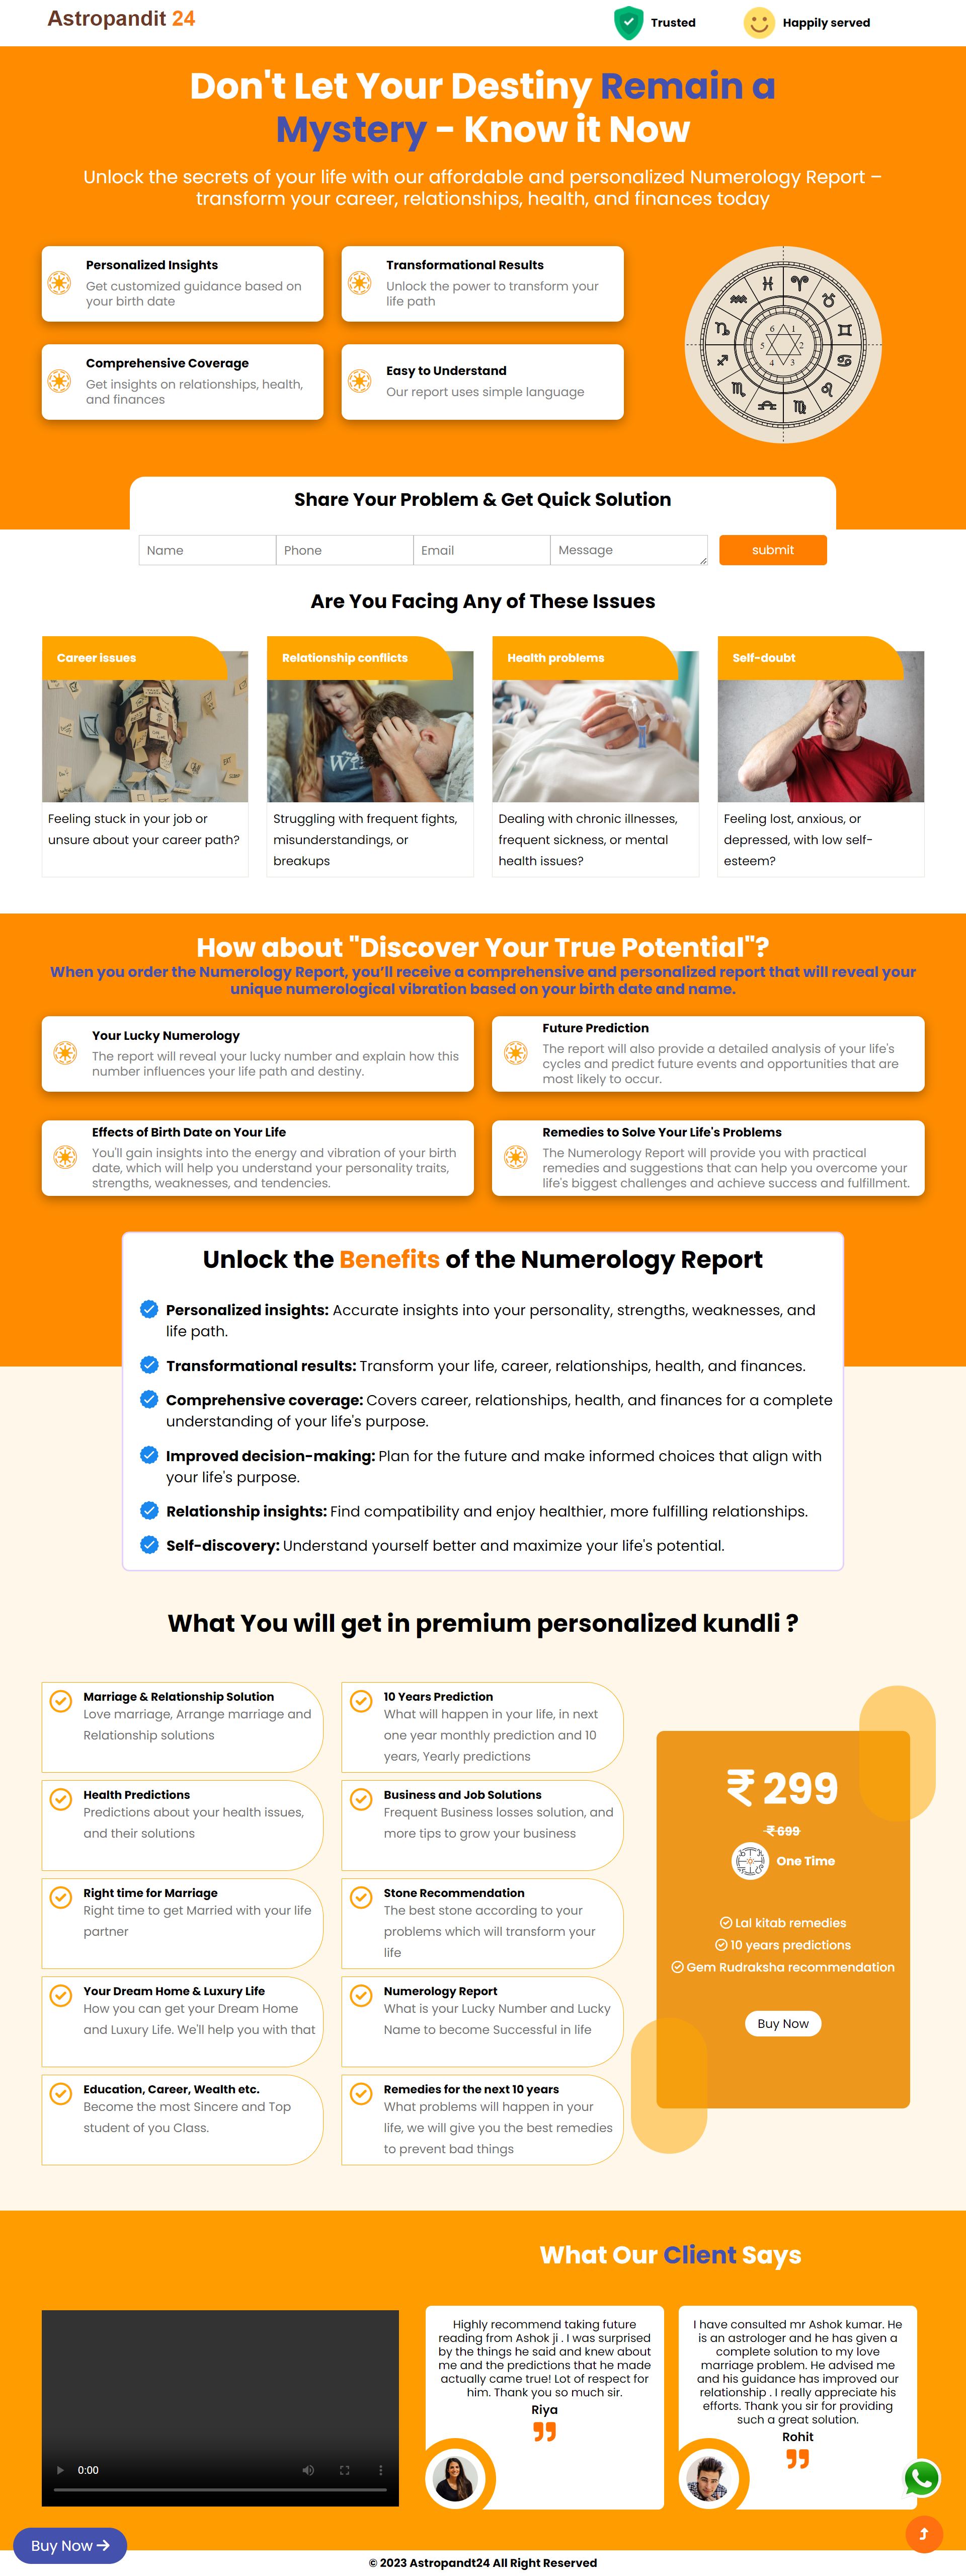 Astropandit 24
Trusted
Happily served
Don't Let Your Destiny Remain a
Mystery - Know it Now
Unlock the secrets of your life with our affordable and personalized Numerology Report –
transform your career, relationships, health, and finances today
Personalized Insights
Get customized guidance based on
your birth date
Transformational Results
Unlock the power to transform your
life path
Comprehensive Coverage
Get insights on relationships, health,
and finances
Easy to Understand
Our report uses simple language
6 1
5 2
4 3
Share Your Problem & Get Quick Solution
Name
Phone
Email
Message
submit
Are You Facing Any of These Issues
Career issues
Feeling stuck in your job or
unsure about your career path?
Relationship conflicts
Struggling with frequent fights,
misunderstandings, or
breakups
Health problems
Dealing with chronic illnesses,
frequent sickness, or mental
health issues?
Self-doubt
Feeling lost, anxious, or
depressed, with low self-
esteem?
How about "Discover Your True Potential"?
When you order the Numerology Report, you’ll receive a comprehensive and personalized report that will reveal your
unique numerological vibration based on your birth date and name.
Your Lucky Numerology
The report will reveal your lucky number and explain how this
number influences your life path and destiny.
Future Prediction
The report will also provide a detailed analysis of your life's
cycles and predict future events and opportunities that are
most likely to occur.
Effects of Birth Date on Your Life
You'll gain insights into the energy and vibration of your birth
date, which will help you understand your personality traits,
strengths, weaknesses, and tendencies.
Remedies to Solve Your Life's Problems
The Numerology Report will provide you with practical
remedies and suggestions that can help you overcome your
life's biggest challenges and achieve success and fulfillment.
Unlock the Benefits of the Numerology Report
Personalized insights: Accurate insights into your personality, strengths, weaknesses, and
life path.
Transformational results: Transform your life, career, relationships, health, and finances.
Comprehensive coverage: Covers career, relationships, health, and finances for a complete
understanding of your life's purpose.
Improved decision-making: Plan for the future and make informed choices that align with
your life's purpose.
Relationship insights: Find compatibility and enjoy healthier, more fulfilling relationships.
Self-discovery: Understand yourself better and maximize your life's potential.
What You will get in premium personalized kundli ?
Marriage & Relationship Solution
Love marriage, Arrange marriage and
Relationship solutions
10 Years Prediction
What will happen in your life, in next
one year monthly prediction and 10
years, Yearly predictions
Health Predictions
Predictions about your health issues,
and their solutions
Business and Job Solutions
Frequent Business losses solution, and
more tips to grow your business
Right time for Marriage
Right time to get Married with your life
partner
Stone Recommendation
The best stone according to your
problems which will transform your
life
Your Dream Home & Luxury Life
How you can get your Dream Home
and Luxury Life. We'll help you with that
Numerology Report
What is your Lucky Number and Lucky
Name to become Successful in life
Education, Career, Wealth etc.
Become the most Sincere and Top
student of you Class.
Remedies for the next 10 years
What problems will happen in your
life, we will give you the best remedies
to prevent bad things
₹ 299
₹ 699
One Time
Lal kitab remedies
10 years predictions
Gem Rudraksha recommendation
Buy Now
What Our Client Says
0:00
Highly recommend taking future
reading from Ashok ji . I was surprised
by the things he said and knew about
me and the predictions that he made
actually came true! Lot of respect for
him. Thank you so much sir.
Riya
I have consulted mr Ashok kumar. He
is an astrologer and he has given a
complete solution to my love
marriage problem. He advised me
and his guidance has improved our
relationship . I really appreciate his
efforts. Thank you sir for providing
such a great solution.
Rohit
Buy Now
© 2023 Astropandt24 All Right Reserved